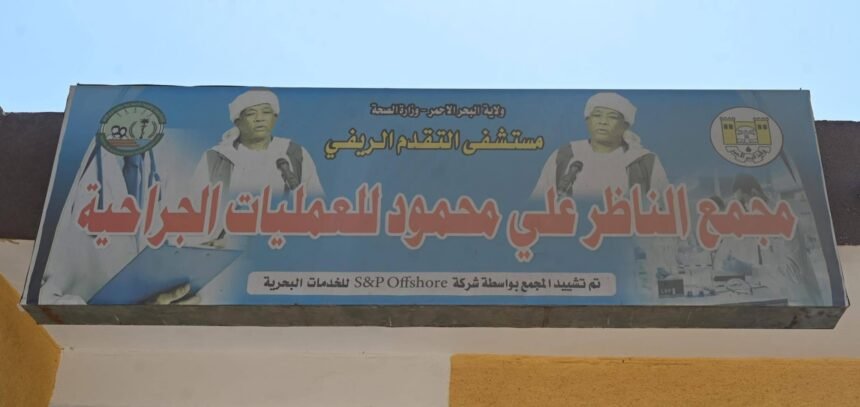 ولاية البحر الاحمر - وزارة الصحة
مستشفى التقدم الريفي
مجمع الناظر علي محمود للعمليات الجراحية
تم تشييد المجمع بواسطة شركة S&P Offshore للخدمات البحرية